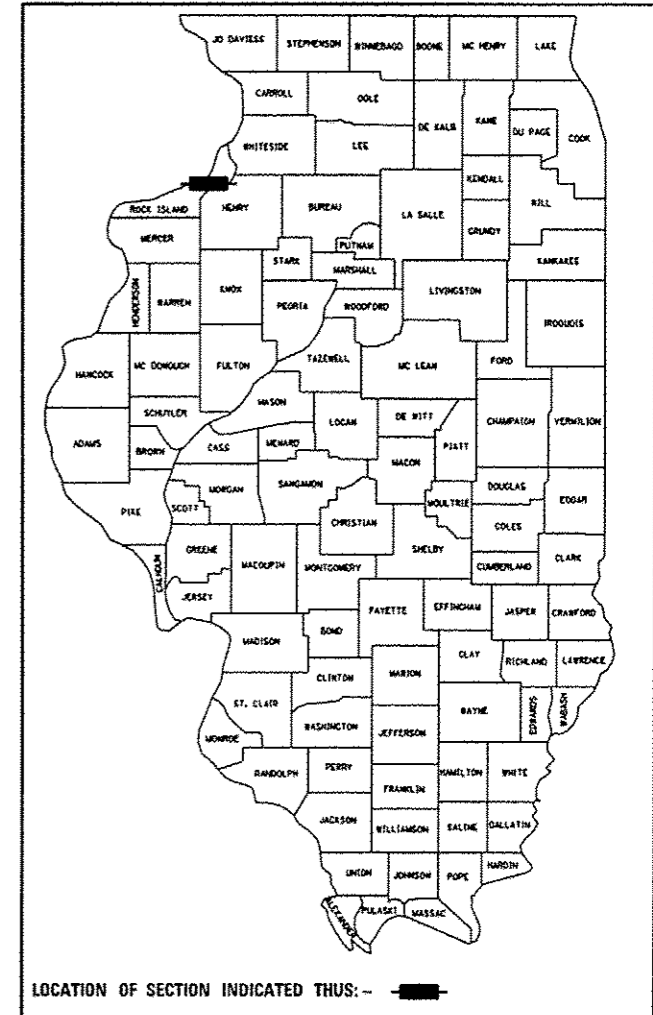 JO DAVIESS STEPHENSON WINNEBAGO BOONE MC HENRY LAKE
CARROLL OGLE
DE KALB KANE DU PAGE COOK
WHITESIDE LEE
KENDALL
ROCK ISLAND HENRY BUREAU LA SALLE WILL
GRUNDY
MERCER PUTNAM
STARK MARSHALL KANKAKEE
HENDERSON WARREN KNOX PEORIA WOODFORD LIVINGSTON IROQUOIS
HANCOCK MC DONOUGH FULTON TAZEWELL MC LEAN FORD
MASON
SCHUYLER LOGAN DE WITT CHAMPAIGN VERMILION
ADAMS BROWN CASS MENARD PIATT
MACON
MORGAN SANGAMON DOUGLAS
PIKE SCOTT MOULTRIE EDGAR
CHRISTIAN COLES
GREENE SHELBY
CALHOUN MACOUPIN MONTGOMERY CUMBERLAND CLARK
JERSEY FAYETTE EFFINGHAM JASPER CRAWFORD
MADISON BOND
CLAY RICHLAND LAWRENCE
CLINTON MARION
ST. CLAIR WAYNE EDWARDS WABASH
WASHINGTON JEFFERSON
MONROE
RANDOLPH PERRY HAMILTON WHITE
FRANKLIN
JACKSON WILLIAMSON SALINE GALLATIN
UNION JOHNSON POPE HARDIN
ALEXANDER PULASKI MASSAC
LOCATION OF SECTION INDICATED THUS: -